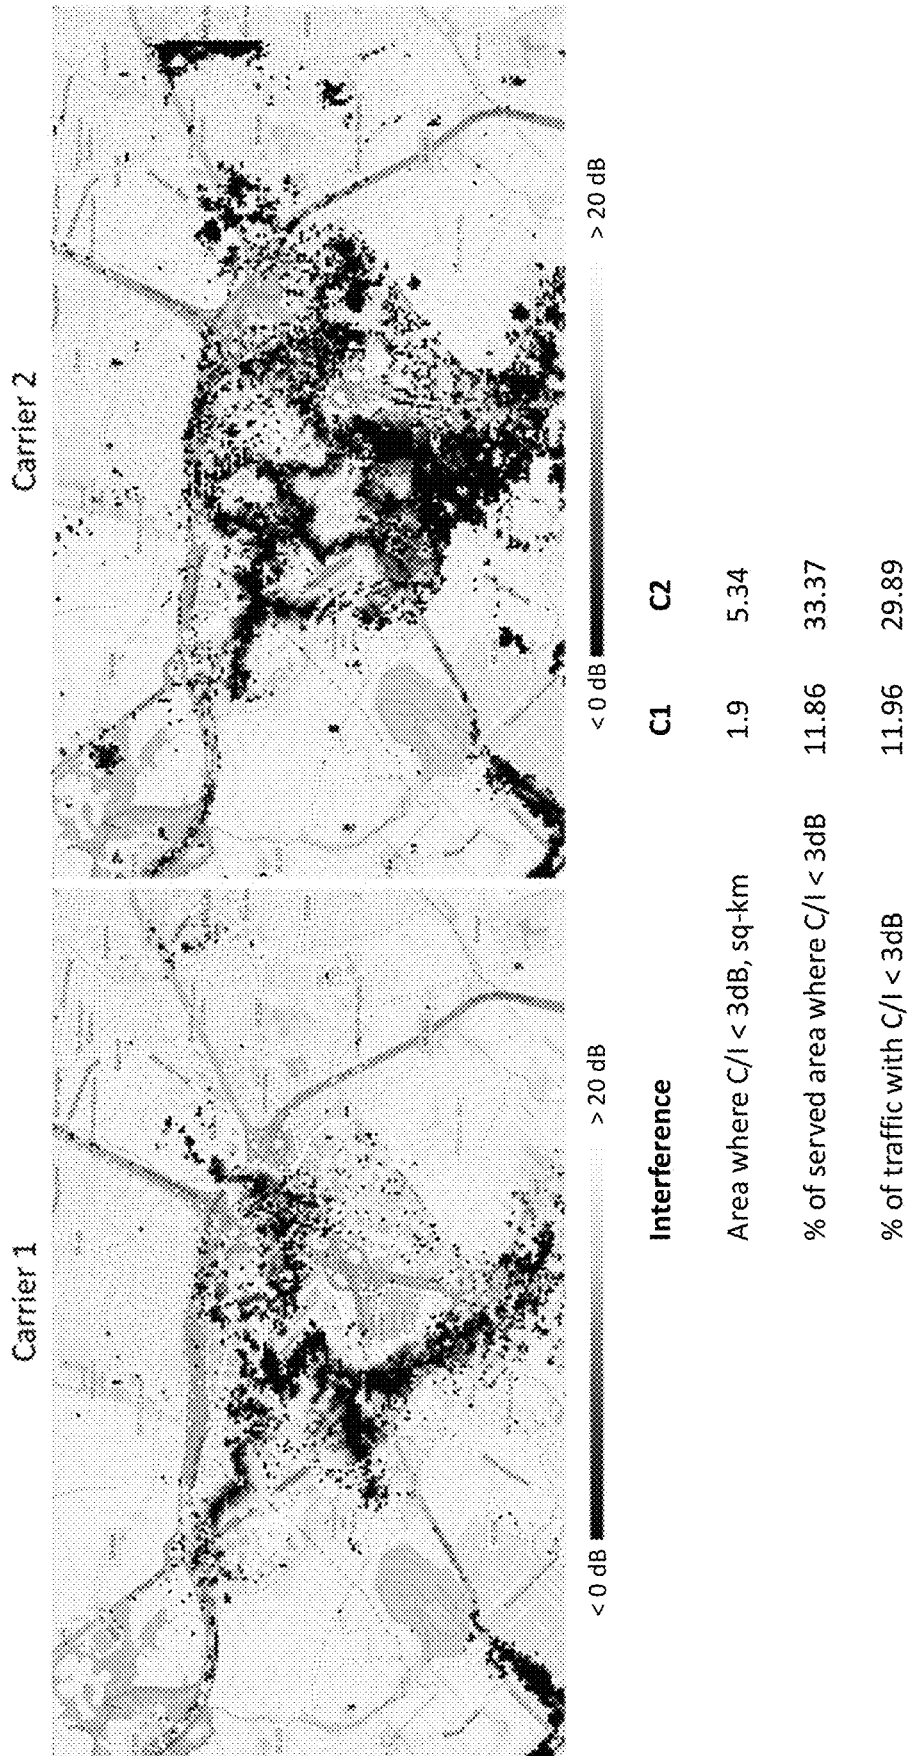 Carrier 1
Carrier 2
< 0 dB > 20 dB
< 0 dB > 20 dB
Interference C1 C2
Area where C/I < 3dB, sq-km 1.9 5.34
% of served area where C/I < 3dB 11.86 33.37
% of traffic with C/I < 3dB 11.96 29.89